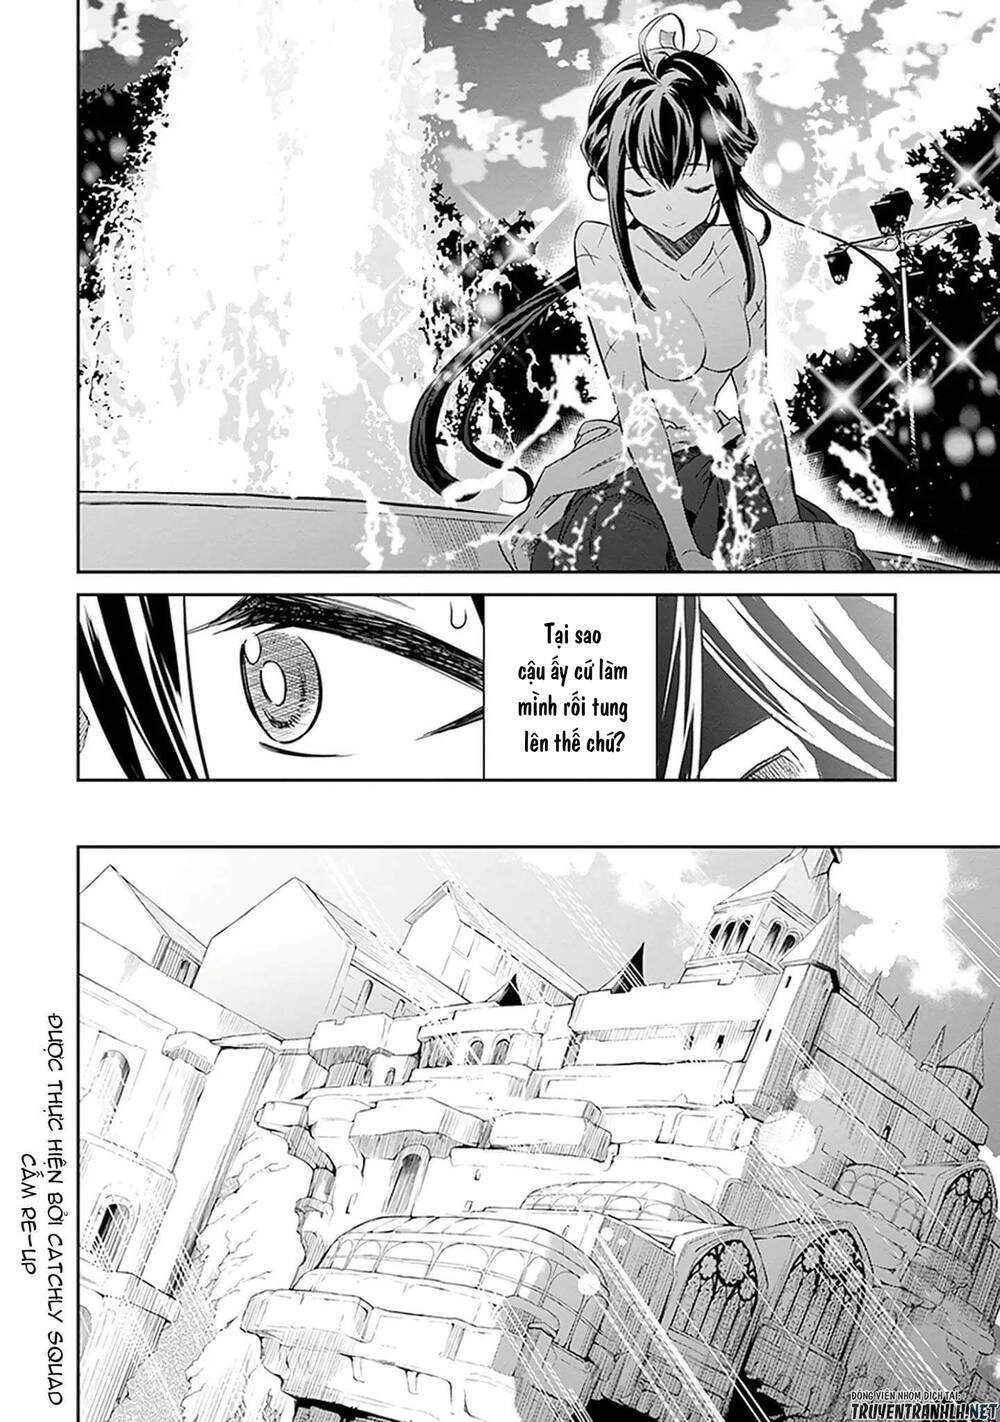 Tại sao
cậu ấy cứ làm
mình rối tung
lên thế chứ?
ĐƯỢC THỰC HIỆN BỞI CATCHLY SQUAD
CẤM RE-UP
ĐỘNG VIÊN NHÓM DỊCH TẠI:
TRUYENTRANHLH.NET